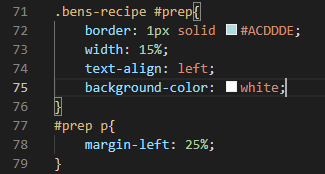 71 .bens-recipe #prep{
72 border: 1px solid #ACDDDE;
73 width: 15%;
74 text-align: left;
75 background-color: white;
76 }
77 #prep p{
78 margin-left: 25%;
79 }